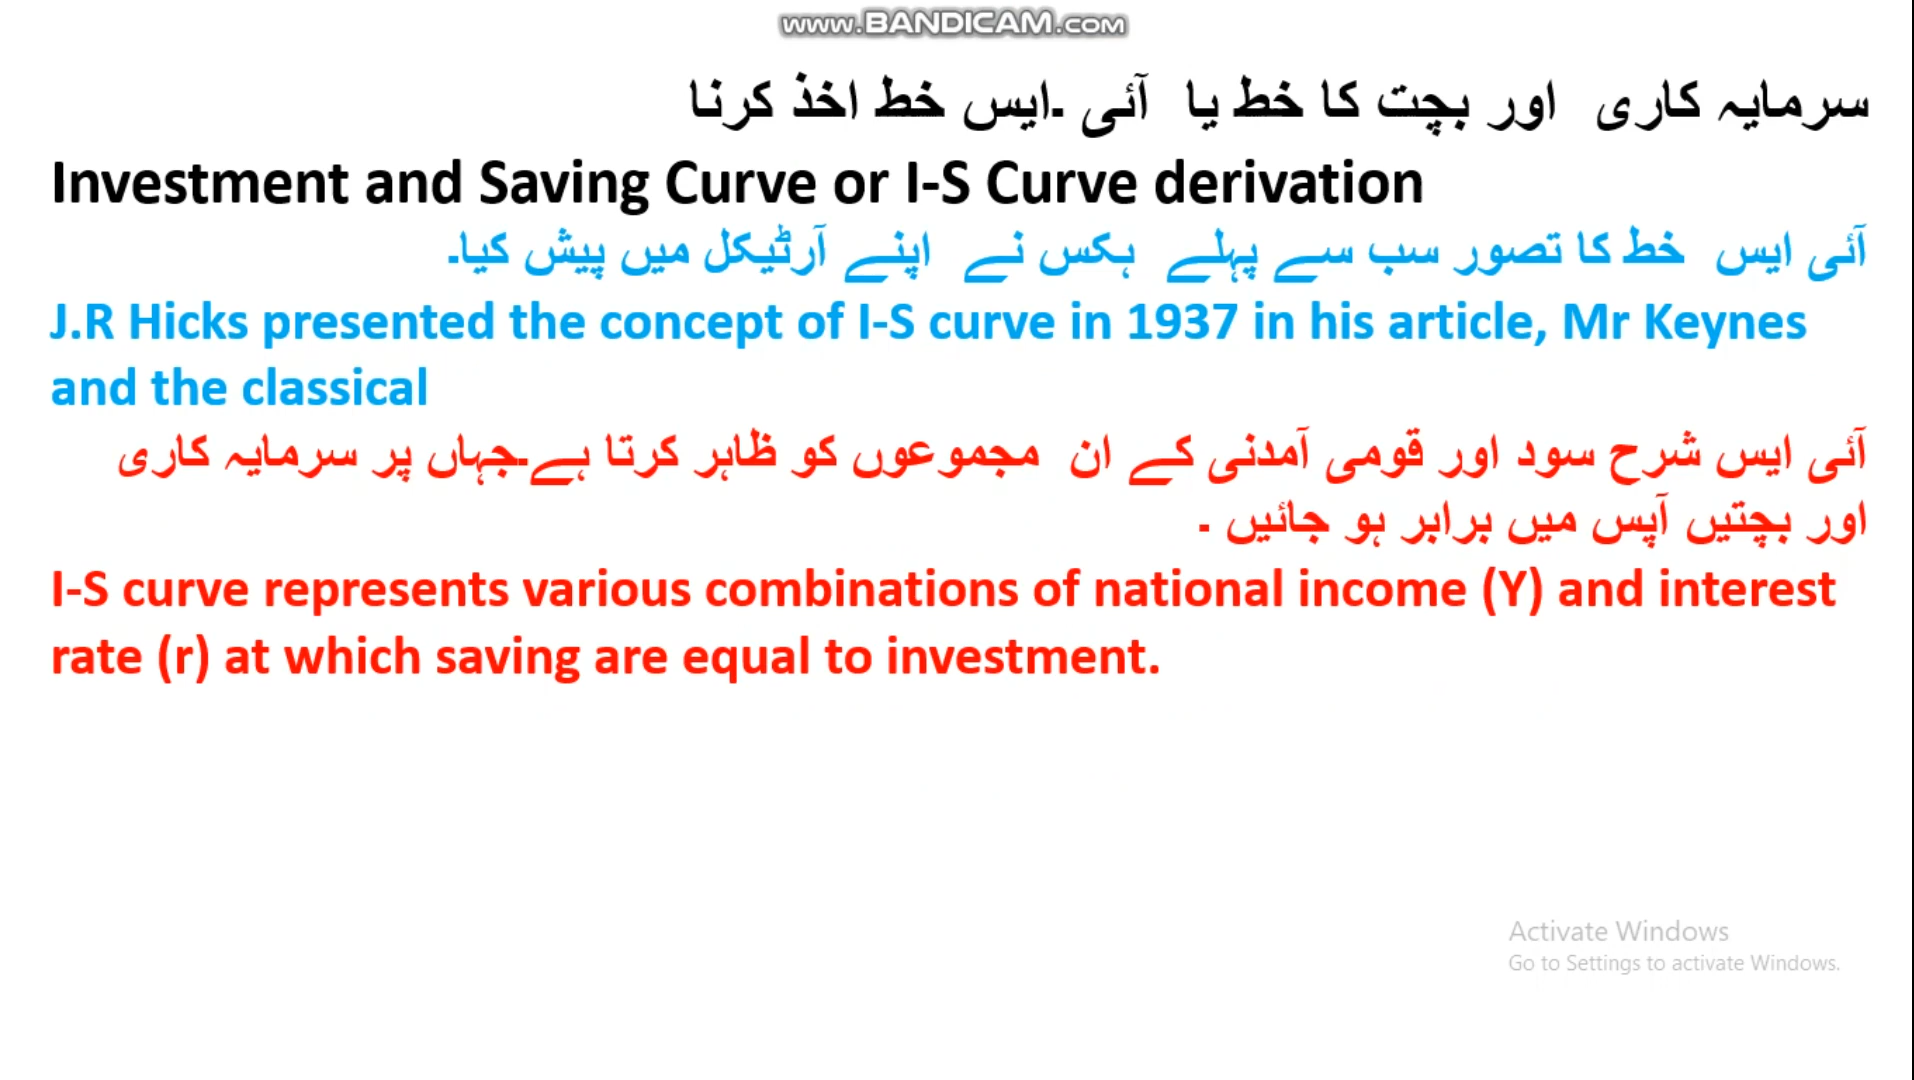 www.BANDICAM.com
سرمایہ کاری اور بچت کا خط یا آئی ۔ایس خط اخذ کرنا
Investment and Saving Curve or I-S Curve derivation
آئی ایس خط کا تصور سب سے پہلے ہکس نے اپنے آرٹیکل میں پیش کیا۔
J.R Hicks presented the concept of I-S curve in 1937 in his article, Mr Keynes
and the classical
آئی ایس شرح سود اور قومی آمدنی کے ان مجموعوں کو ظاہر کرتا ہے۔جہاں پر سرمایہ کاری
اور بچتیں آپس میں برابر ہو جائیں ۔
I-S curve represents various combinations of national income (Y) and interest
rate (r) at which saving are equal to investment.
Activate Windows
Go to Settings to activate Windows.